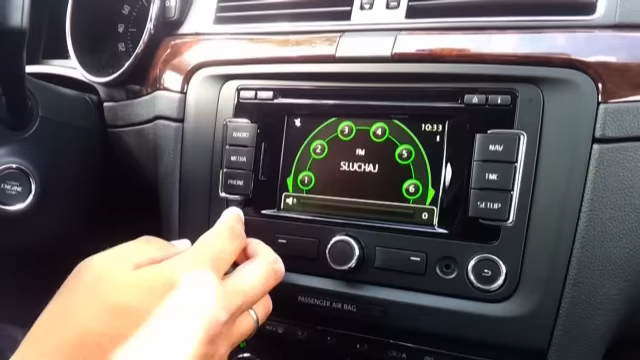 RADIO
MEDIA
PHONE
10:33
1
2
3
4
5
6
FM
SLUCHAJ
0
NAV
TMC
SETUP
ENGINE
PASSENGER AIR BAG